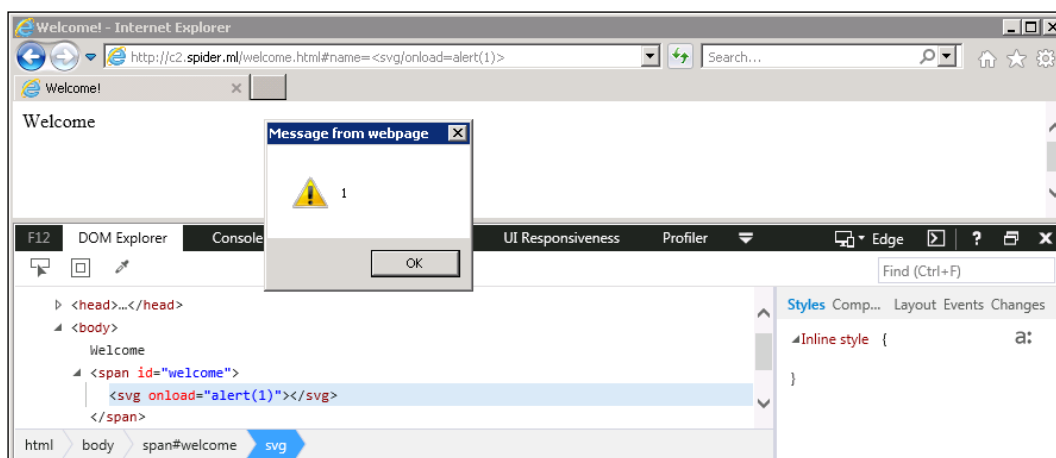 Welcome! - Internet Explorer
http://c2.spider.ml/welcome.html#name=<svg/onload=alert(1)>
Search...
Welcome!
Welcome
Message from webpage
1
OK
F12 DOM Explorer Console UI Responsiveness Profiler Edge ?
Find (Ctrl+F)
<head>…</head>
<body>
Welcome
<span id="welcome">
<svg onload="alert(1)"></svg>
</span>
Styles Comp... Layout Events Changes
Inline style {
a:
}
html body span#welcome svg